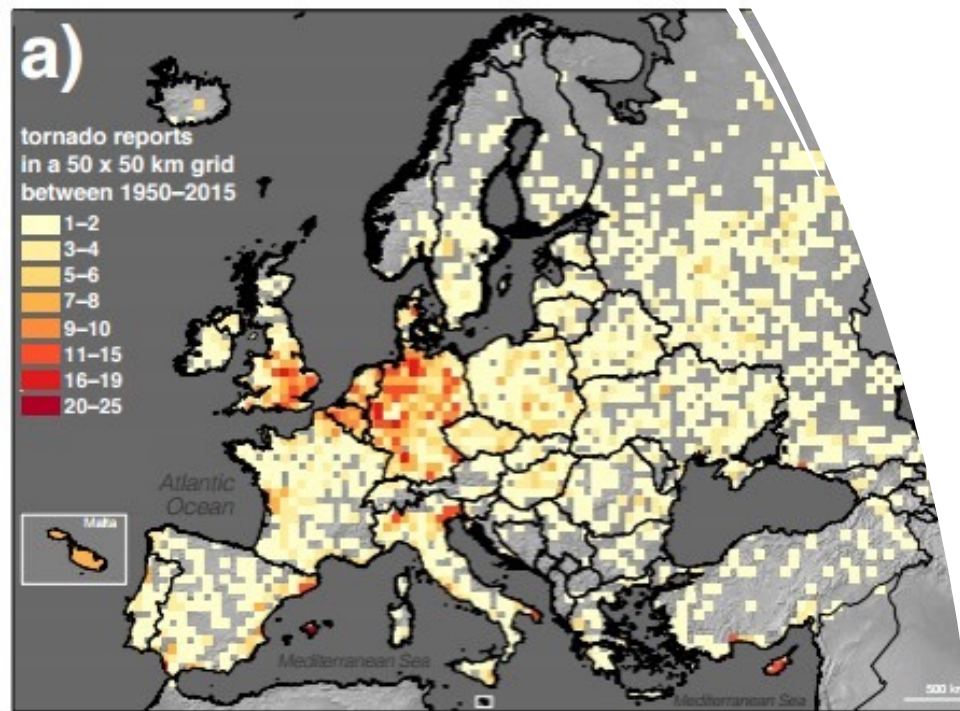 a)
tornado reports
in a 50 x 50 km grid
between 1950–2015
1–2
3–4
5–6
7–8
9–10
11–15
16–19
20–25
Atlantic
Ocean
Malta
Mediterranean Sea
Mediterranean Sea
500 km